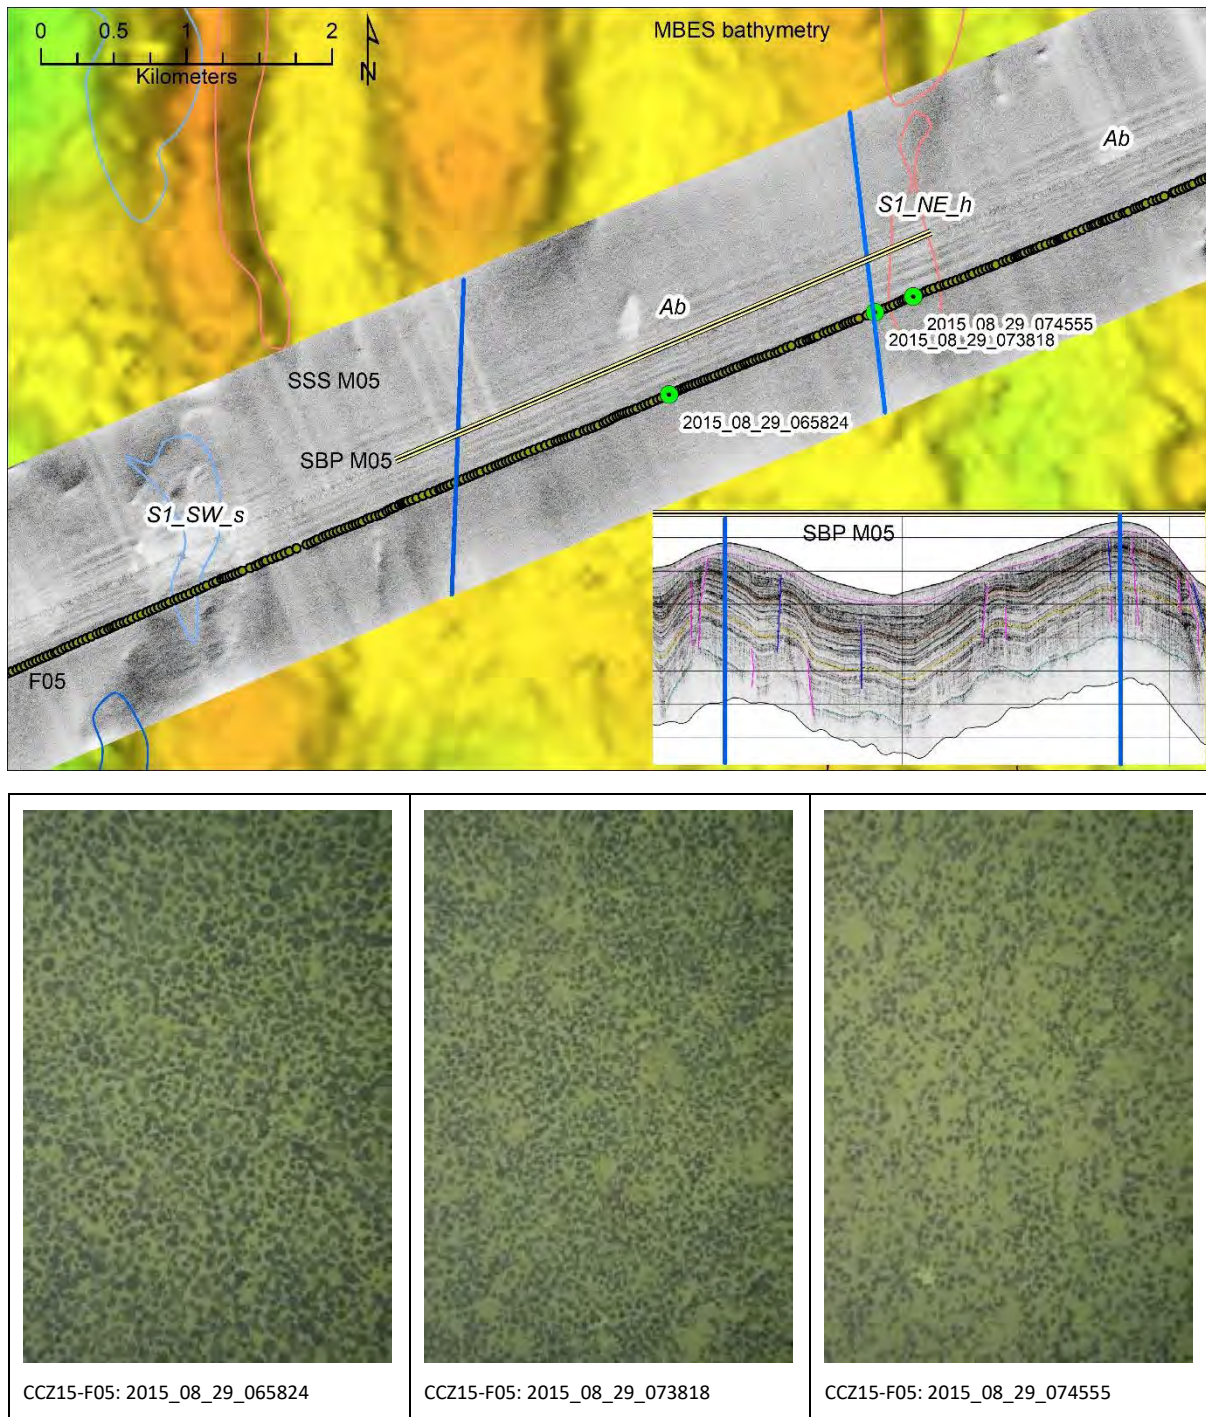 0 0.5 1 2
Kilometers
N
MBES bathymetry
Ab
S1_NE_h
Ab
2015_08_29_074555
2015_08_29_073818
SSS M05
2015_08_29_065824
SBP M05
S1_SW_s
SBP M05
F05
CCZ15-F05: 2015_08_29_065824
CCZ15-F05: 2015_08_29_073818
CCZ15-F05: 2015_08_29_074555